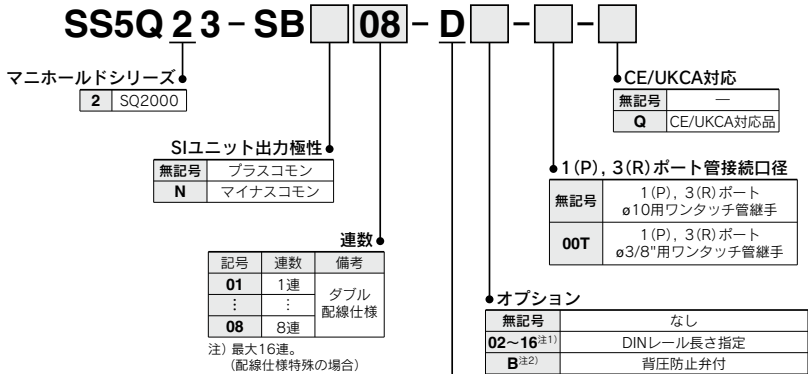 SS5Q 2 3 - SB 08 - D - -
マニホールドシリーズ
2 SQ2000
CE/UKCA対応
無記号 —
Q CE/UKCA対応品
SIユニット出力極性
無記号 プラスコモン
N マイナスコモン
1(P), 3(R)ポート管接続口径
無記号 1(P), 3(R)ポート
ø10用ワンタッチ管継手
00T 1(P), 3(R)ポート
ø3/8"用ワンタッチ管継手
連数
記号 連数 備考
01 1連 ダブル
⋮ ⋮ 配線仕様
08 8連
注) 最大16連。
(配線仕様特殊の場合)
オプション
無記号 なし
02～16注1) DINレール長さ指定
B注2) 背圧防止弁付